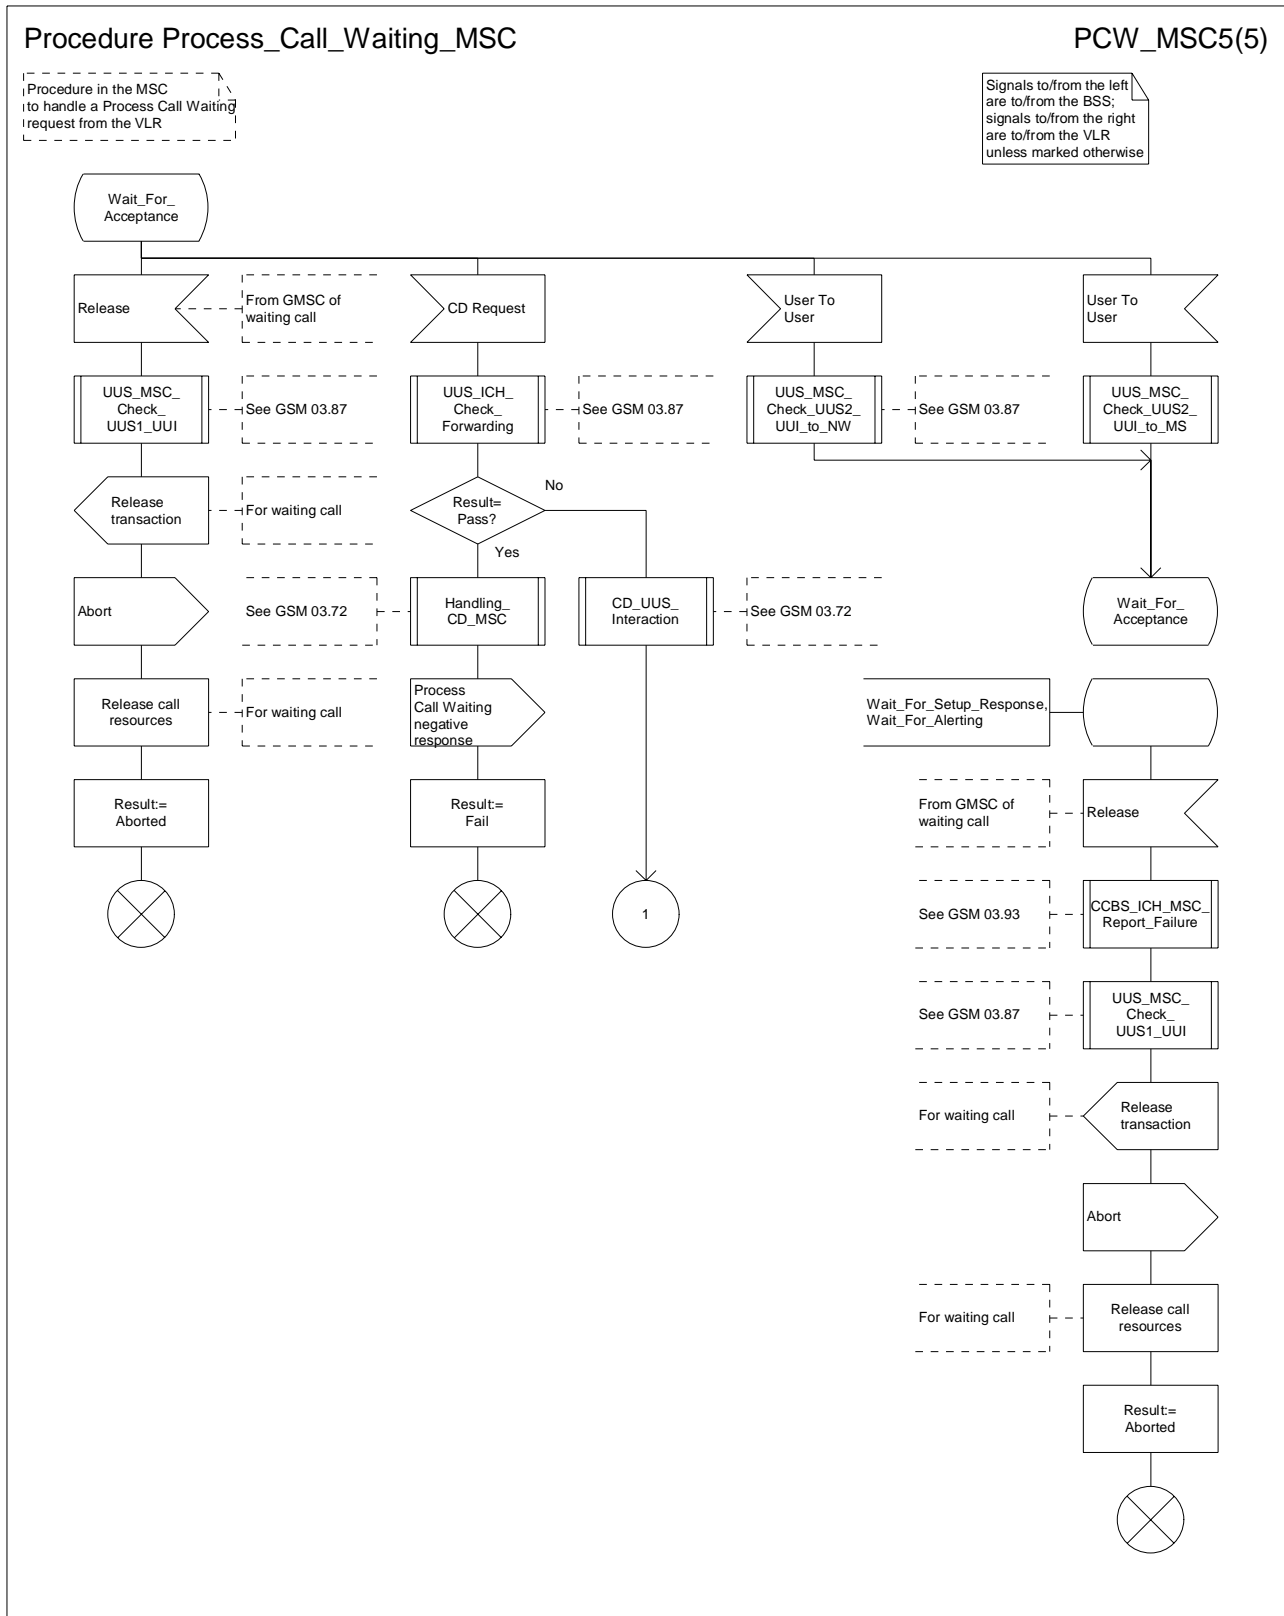 Procedure Process_Call_Waiting_MSC
PCW_MSC5(5)
Procedure in the MSC
to handle a Process Call Waiting
request from the VLR
Signals to/from the left
are to/from the BSS;
signals to/from the right
are to/from the VLR
unless marked otherwise
Wait_For_
Acceptance
Release
From GMSC of
waiting call
CD Request
User To
User
User To
User
UUS_MSC_
Check_
UUS1_UUI
See GSM 03.87
UUS_ICH_
Check_
Forwarding
See GSM 03.87
UUS_MSC_
Check_UUS2_
UUI_to_NW
See GSM 03.87
UUS_MSC_
Check_UUS2_
UUI_to_MS
Release
transaction
For waiting call
Result=
Pass?
No
Yes
Abort
See GSM 03.72
Handling_
CD_MSC
CD_UUS_
Interaction
See GSM 03.72
Wait_For_
Acceptance
Release call
resources
For waiting call
Process
Call Waiting
negative
response
Wait_For_Setup_Response,
Wait_For_Alerting
Result:=
Aborted
Result:=
Fail
From GMSC of
waiting call
Release
1
See GSM 03.93
CCBS_ICH_MSC_
Report_Failure
See GSM 03.87
UUS_MSC_
Check_
UUS1_UUI
For waiting call
Release
transaction
Abort
For waiting call
Release call
resources
Result:=
Aborted